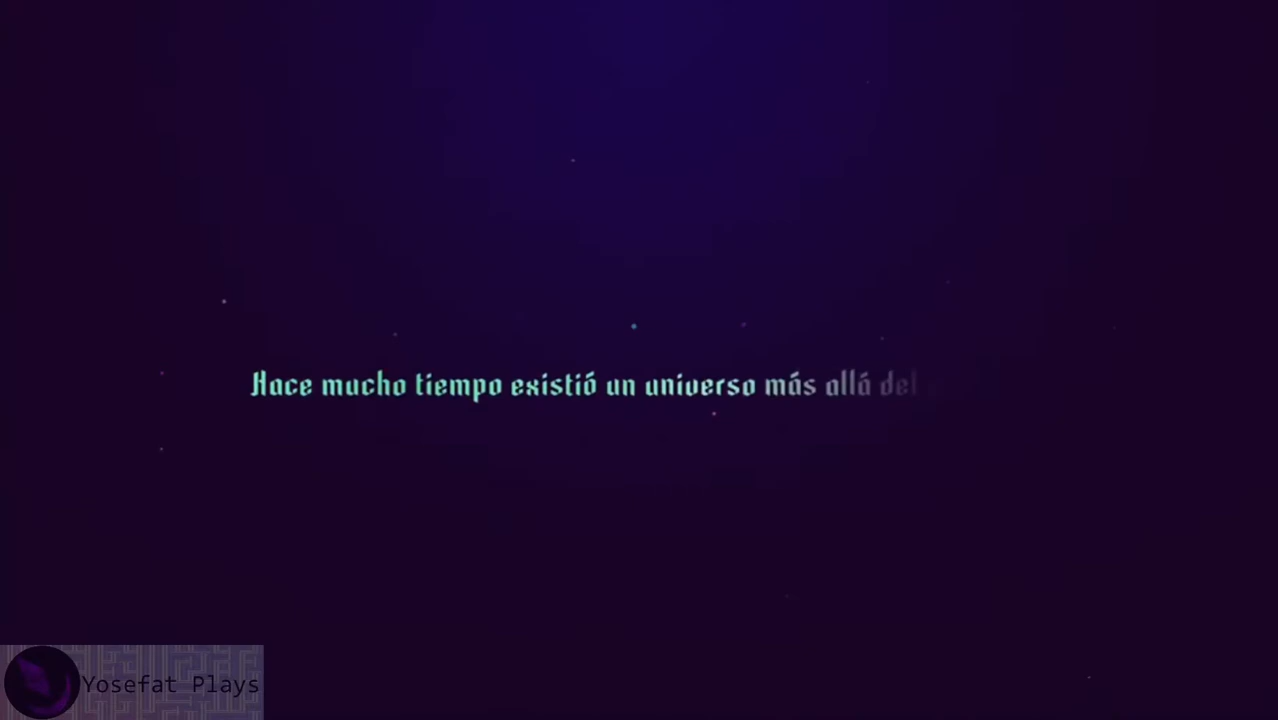 Hace mucho tiempo existió un universo más allá del
Yosefat Plays